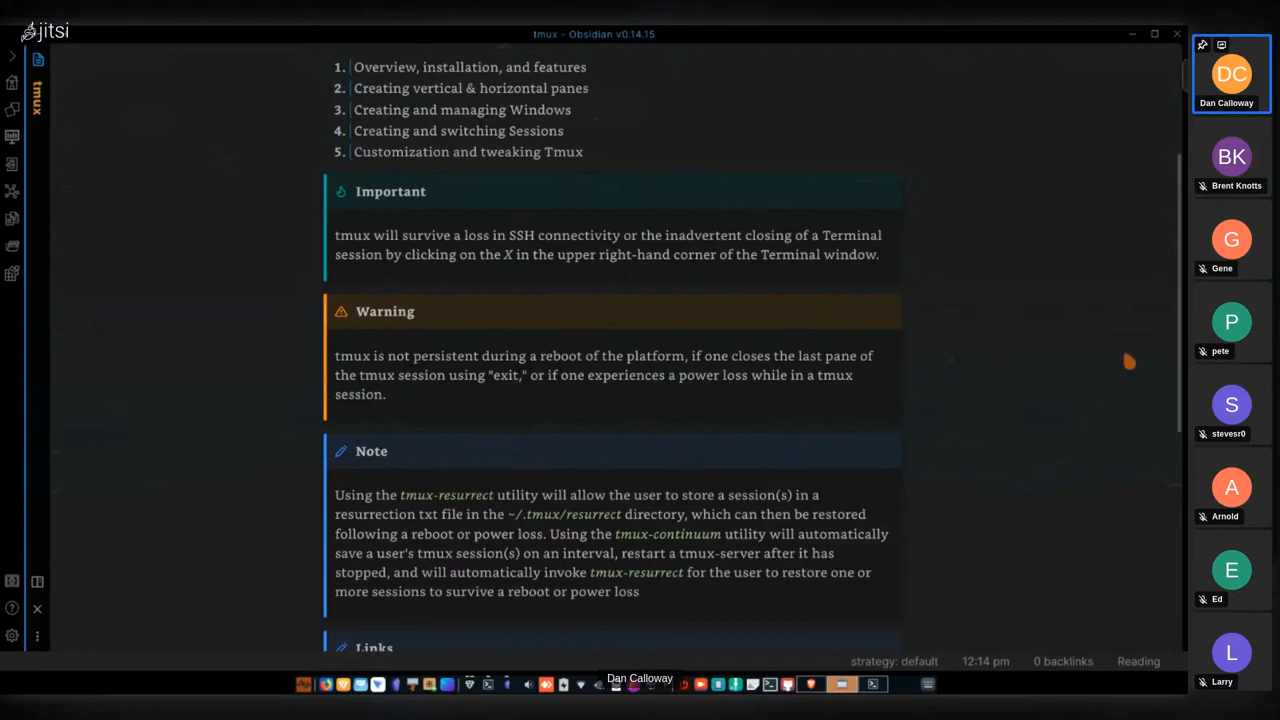 jitsi
tmux - Obsidian v0.14.15
tmux
1. Overview, installation, and features
2. Creating vertical & horizontal panes
3. Creating and managing Windows
4. Creating and switching Sessions
5. Customization and tweaking Tmux
Important
tmux will survive a loss in SSH connectivity or the inadvertent closing of a Terminal
session by clicking on the X in the upper right-hand corner of the Terminal window.
Warning
tmux is not persistent during a reboot of the platform, if one closes the last pane of
the tmux session using "exit," or if one experiences a power loss while in a tmux
session.
Note
Using the tmux-resurrect utility will allow the user to store a session(s) in a
resurrection txt file in the ~/.tmux/resurrect directory, which can then be restored
following a reboot or power loss. Using the tmux-continuum utility will automatically
save a user's tmux session(s) on an interval, restart a tmux-server after it has
stopped, and will automatically invoke tmux-resurrect for the user to restore one or
more sessions to survive a reboot or power loss
Links
strategy: default 12:14 pm 0 backlinks Reading
Dan Calloway
DC
Dan Calloway
BK
Brent Knotts
G
Gene
P
pete
S
stevesr0
A
Arnold
E
Ed
L
Larry